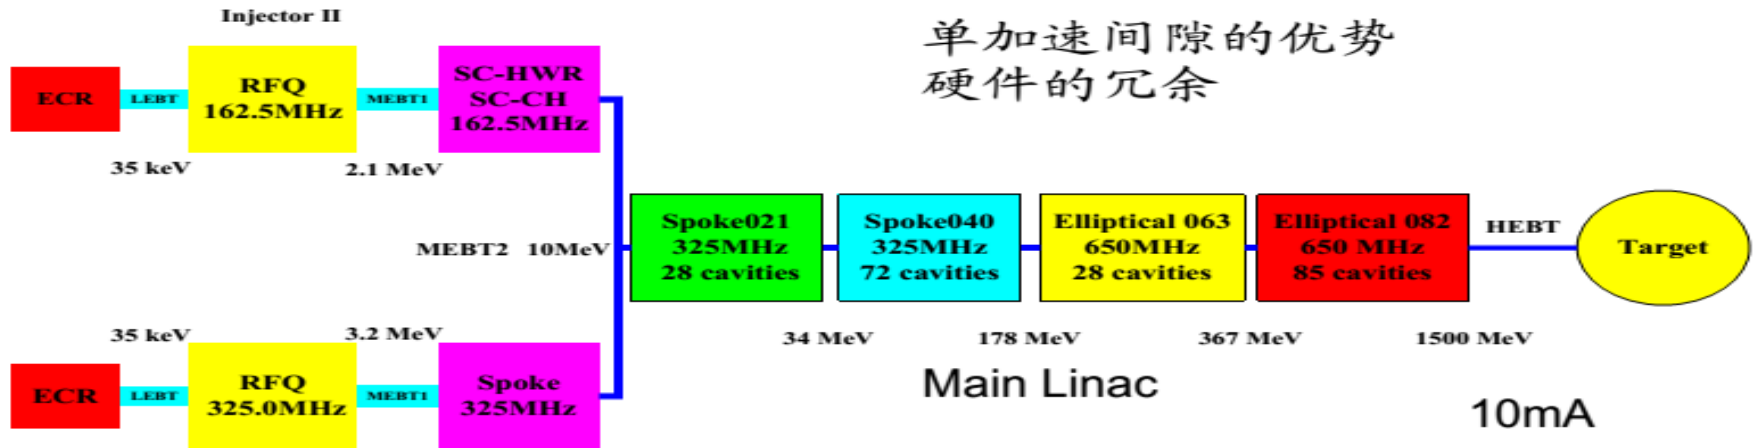 Injector II
单加速间隙的优势
硬件的冗余
ECR
LEBT
RFQ
162.5MHz
MEBT1
SC-HWR
SC-CH
162.5MHz
35 keV
2.1 MeV
MEBT2 10MeV
Spoke021
325MHz
28 cavities
Spoke040
325MHz
72 cavities
Elliptical 063
650MHz
28 cavities
Elliptical 082
650 MHz
85 cavities
HEBT
Target
35 keV
3.2 MeV
34 MeV
178 MeV
367 MeV
1500 MeV
ECR
LEBT
RFQ
325.0MHz
MEBT1
Spoke
325MHz
Main Linac
10mA